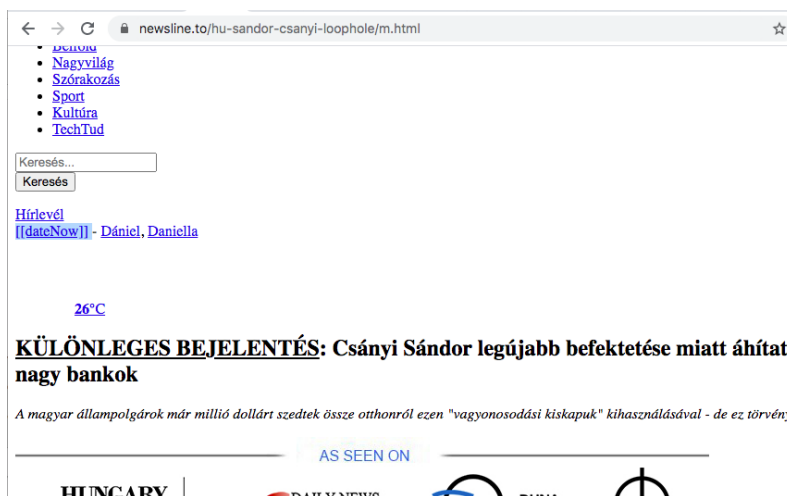 newsline.to/hu-sandor-csanyi-loophole/m.html
Belföld
Nagyvilág
Szórakozás
Sport
Kultúra
TechTud
Keresés...
Keresés
Hírlevél
[[dateNow]] - Dániel, Daniella
26°C
KÜLÖNLEGES BEJELENTÉS: Csányi Sándor legújabb befektetése miatt áhítat
nagy bankok
A magyar állampolgárok már millió dollárt szedtek össze otthonról ezen "vagyonosodási kiskapuk" kihasználásával - de ez törvény
AS SEEN ON
HUNGARY
DAILY NEWS
DUNA